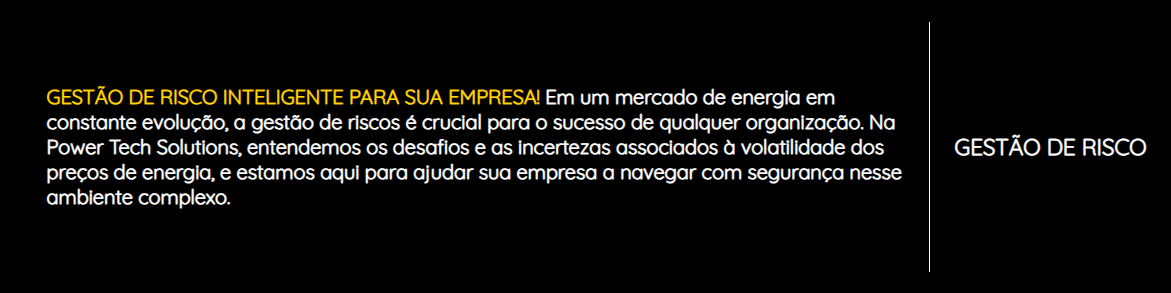 GESTÃO DE RISCO INTELIGENTE PARA SUA EMPRESA! Em um mercado de energia em
constante evolução, a gestão de riscos é crucial para o sucesso de qualquer organização. Na
Power Tech Solutions, entendemos os desafios e as incertezas associados à volatilidade dos
preços de energia, e estamos aqui para ajudar sua empresa a navegar com segurança nesse
ambiente complexo.
GESTÃO DE RISCO